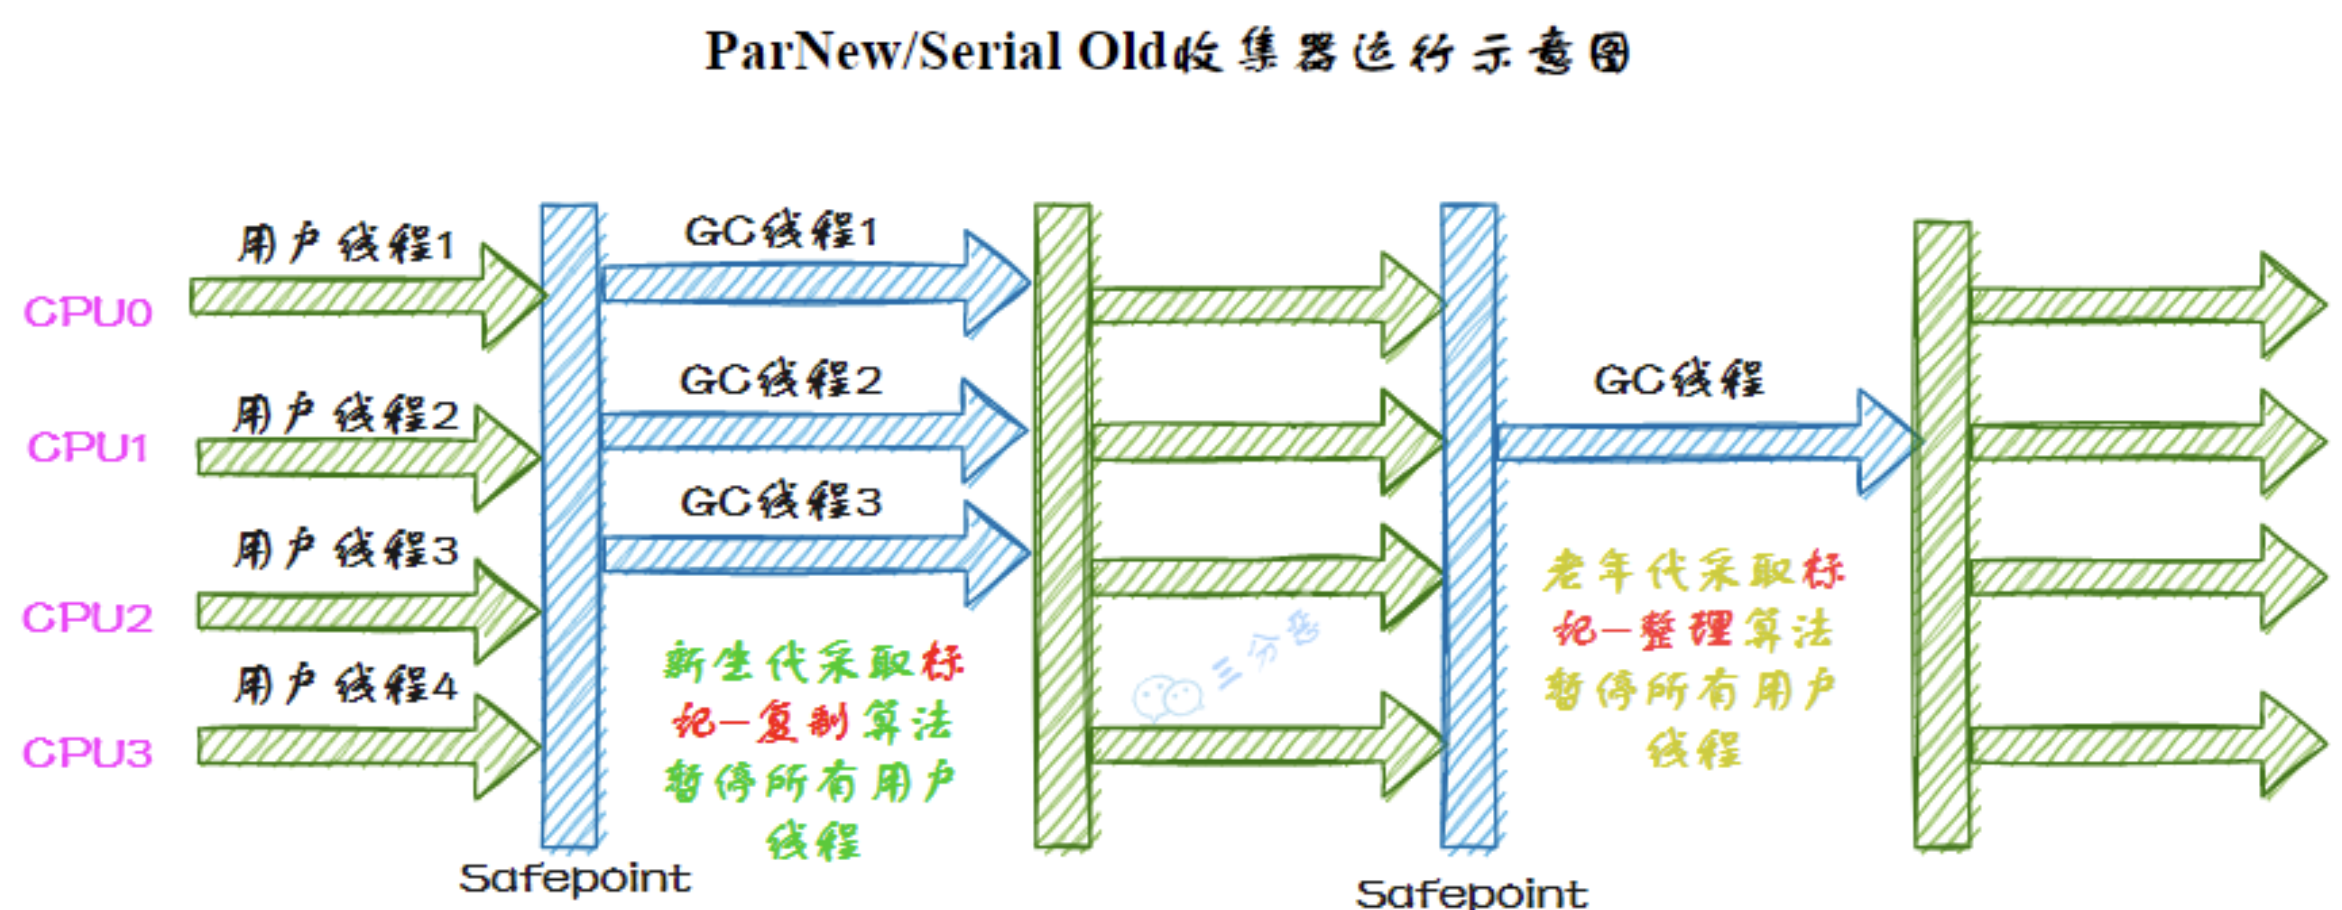 ParNew/Serial Old收集器运行示意图
用户线程1
GC线程1
CPU0
用户线程2
GC线程2
GC线程
CPU1
GC线程3
用户线程3
CPU2
用户线程4
CPU3
新生代采取标
记-复制算法
暂停所有用户
线程
三分恶
老年代采取标
记-整理算法
暂停所有用户
线程
Safepoint
Safepoint